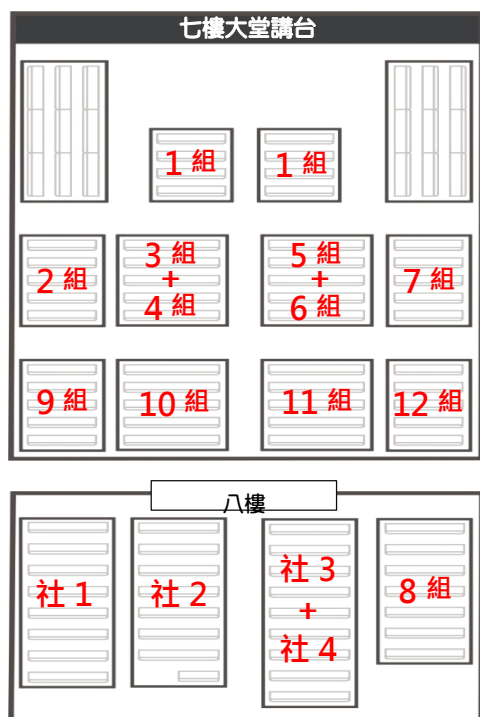 七樓大堂講台
1 組
1 組
2 組
3 組
+
4 組
5 組
+
6 組
7 組
9 組
10 組
11 組
12 組
八樓
社 1
社 2
社 3
+
社 4
8 組